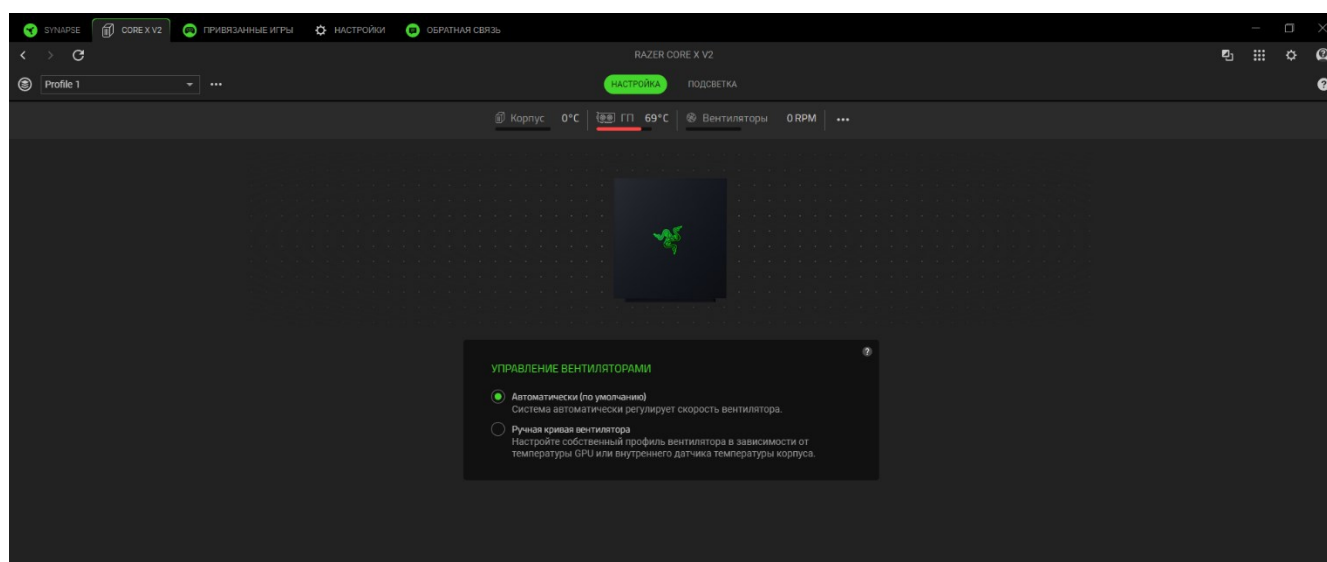 SYNAPSE CORE X V2 ПРИВЯЗАННЫЕ ИГРЫ НАСТРОЙКИ ОБРАТНАЯ СВЯЗЬ
RAZER CORE X V2
Profile 1 НАСТРОЙКА ПОДСВЕТКА
Корпус 0°C ГП 69°C Вентиляторы 0 RPM
УПРАВЛЕНИЕ ВЕНТИЛЯТОРАМИ
Автоматически (по умолчанию)
Система автоматически регулирует скорость вентилятора.
Ручная кривая вентилятора
Настройте собственный профиль вентилятора в зависимости от
температуры GPU или внутреннего датчика температуры корпуса.